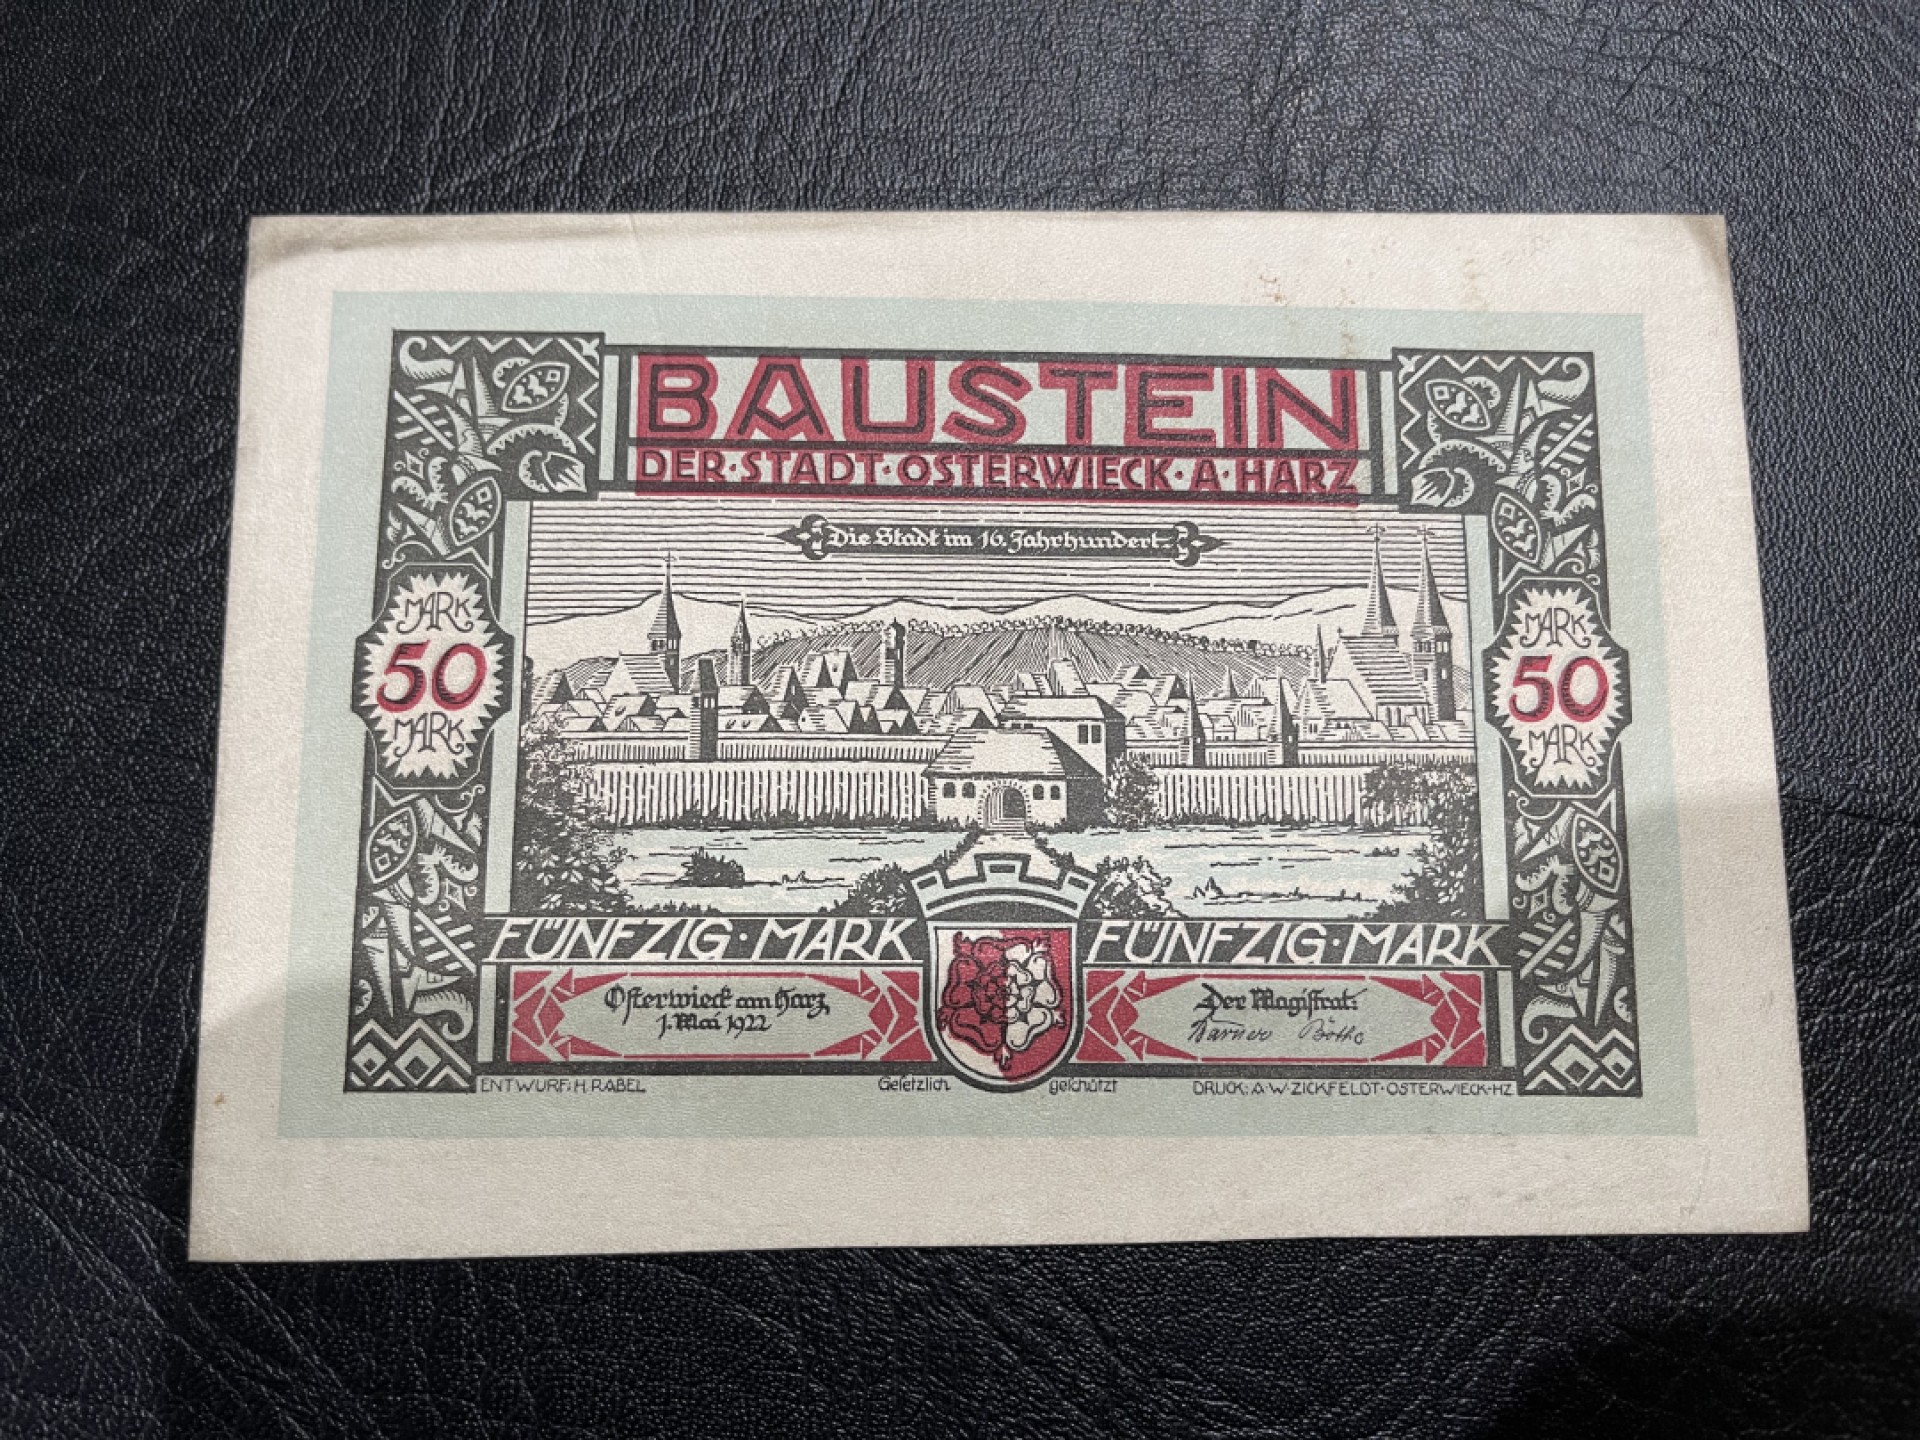 BAUSTEIN
DER·STADT·OSTERWIECK·A·HARZ
Die Stadt im 16. Jahrhundert.
MARK
50
MARK
MARK
50
MARK
FÜNFZIG·MARK
FÜNFZIG·MARK
Osterwieck am Harz,
1. Mai 1922
Der Magistrat:
ENTWURF: H. RABEL
Gesetzlich geschützt
DRUCK: A·W·ZICKFELDT·OSTERWIECK·HZ